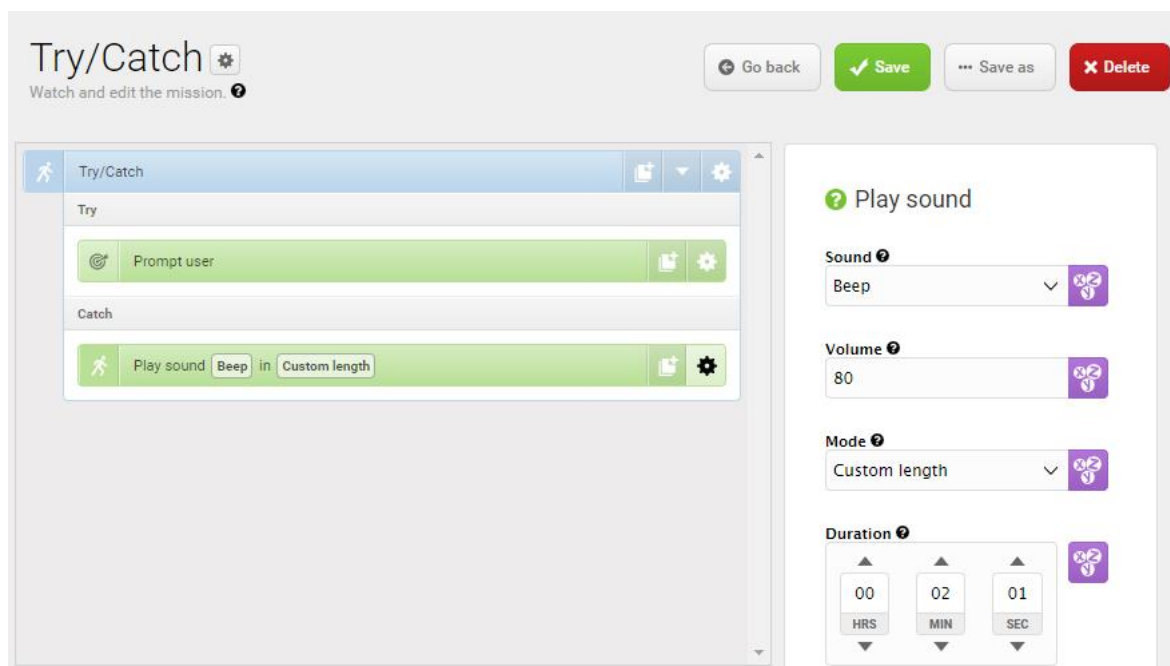 Try/Catch
Watch and edit the mission.
Go back
Save
Save as
Delete
Try/Catch
Try
Prompt user
Catch
Play sound Beep in Custom length
Play sound
Sound
Beep
Volume
80
Mode
Custom length
Duration
00 02 01
HRS MIN SEC